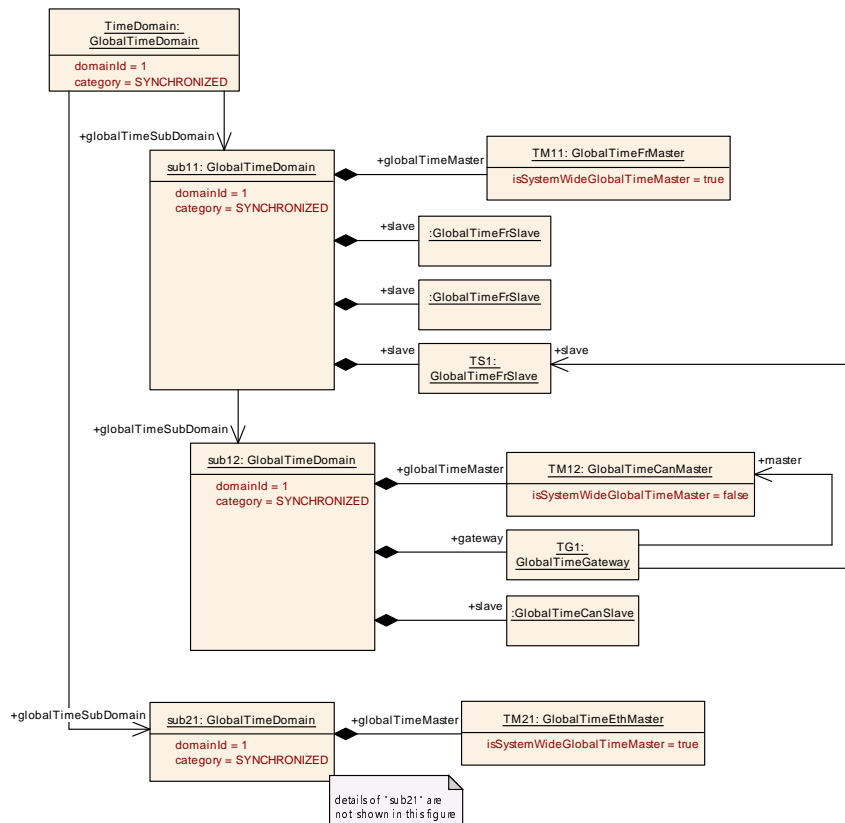 TimeDomain:
GlobalTimeDomain
domainId = 1
category = SYNCHRONIZED
+globalTimeSubDomain
sub11: GlobalTimeDomain
domainId = 1
category = SYNCHRONIZED
+globalTimeMaster
TM11: GlobalTimeFrMaster
isSystemWideGlobalTimeMaster = true
+slave
:GlobalTimeFrSlave
+slave
:GlobalTimeFrSlave
+slave
TS1:
GlobalTimeFrSlave
+slave
+globalTimeSubDomain
sub12: GlobalTimeDomain
domainId = 1
category = SYNCHRONIZED
+globalTimeMaster
TM12: GlobalTimeCanMaster
isSystemWideGlobalTimeMaster = false
+master
+gateway
TG1:
GlobalTimeGateway
+slave
:GlobalTimeCanSlave
+globalTimeSubDomain
sub21: GlobalTimeDomain
domainId = 1
category = SYNCHRONIZED
+globalTimeMaster
TM21: GlobalTimeEthMaster
isSystemWideGlobalTimeMaster = true
details of "sub21" are
not shown in this figure